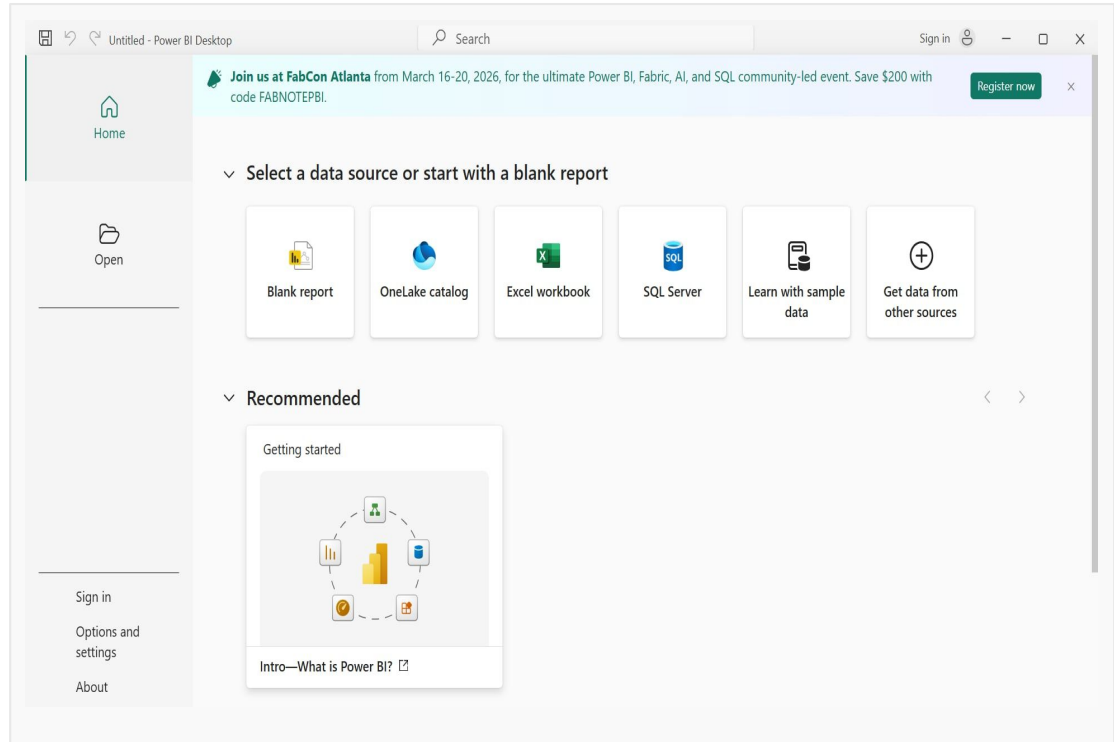 Untitled - Power BI Desktop
Search
Sign in
Join us at FabCon Atlanta from March 16-20, 2026, for the ultimate Power BI, Fabric, AI, and SQL community-led event. Save $200 with
code FABNOTEPBI.
Register now
Home
Open
Select a data source or start with a blank report
Blank report
OneLake catalog
Excel workbook
SQL
SQL Server
Learn with sample
data
Get data from
other sources
Recommended
Getting started
Intro—What is Power BI?
Sign in
Options and
settings
About